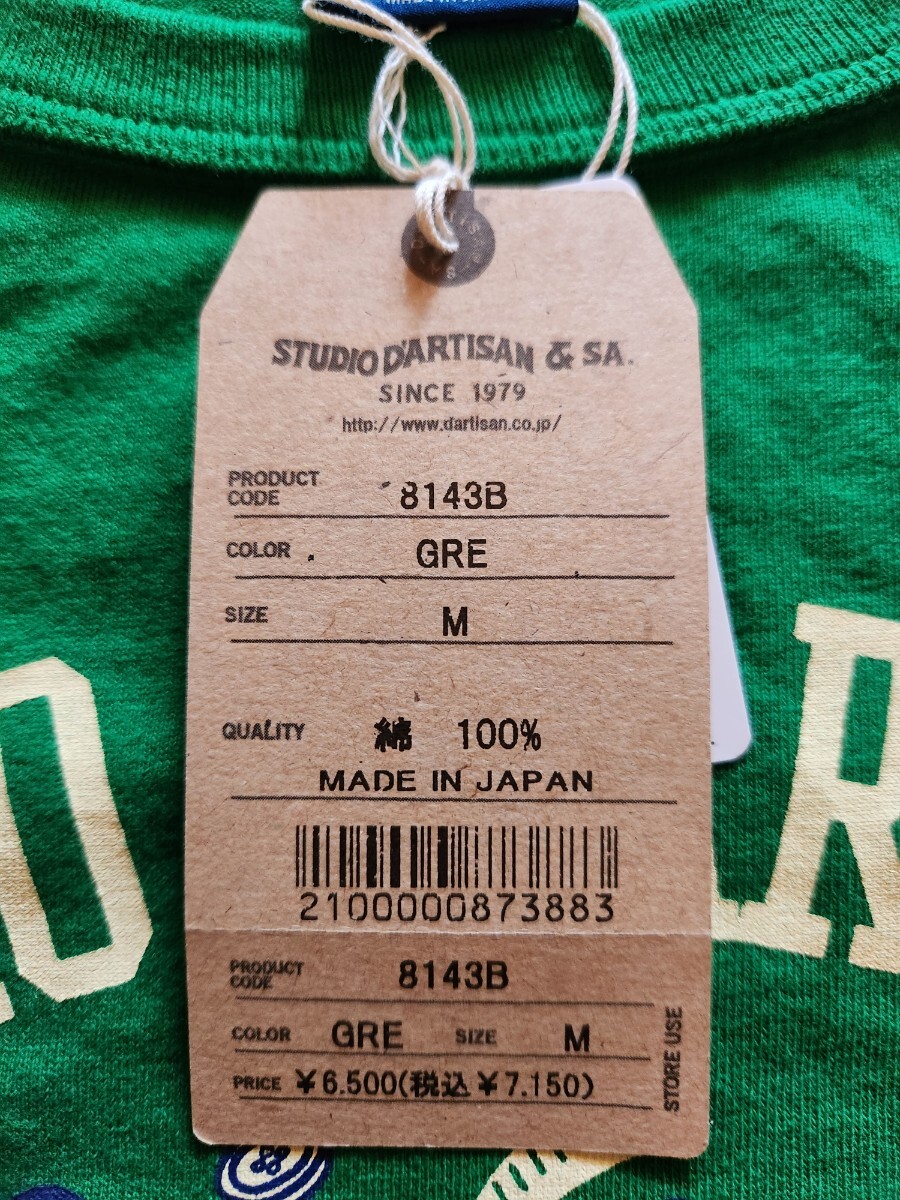 STUDIO D'ARTISAN & SA.
SINCE 1979
http://www.dartisan.co.jp/
PRODUCT CODE 8143B
COLOR GRE
SIZE M
QUALITY 綿 100%
MADE IN JAPAN
2100000873883
PRODUCT CODE 8143B
COLOR GRE SIZE M
PRICE ¥6.500(税込¥7.150)
STORE USE
O
R
88